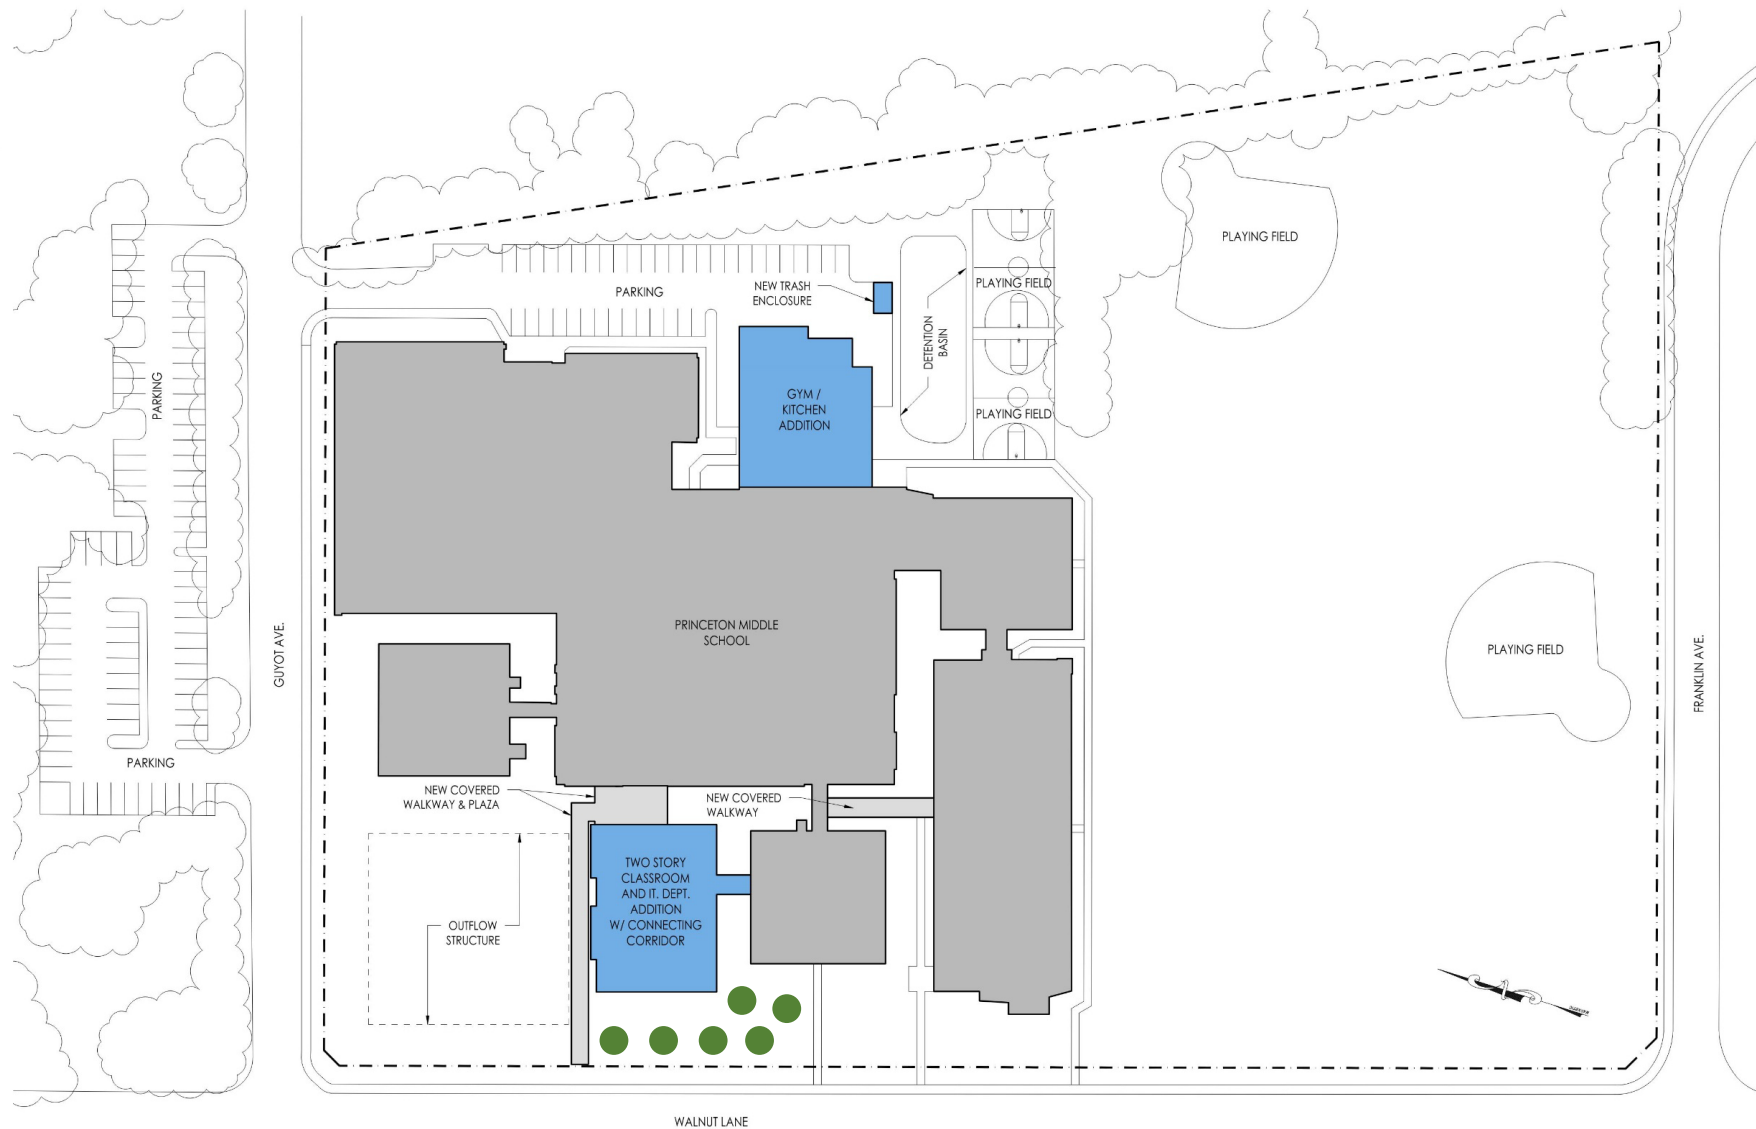 PLAYING FIELD
NEW TRASH
ENCLOSURE
PARKING
PLAYING FIELD
DETENTION
BASIN
PARKING
GYM /
KITCHEN
ADDITION
PLAYING FIELD
PRINCETON MIDDLE
SCHOOL
GUYOT AVE.
PLAYING FIELD
FRANKLIN AVE.
PARKING
NEW COVERED
WALKWAY & PLAZA
NEW COVERED
WALKWAY
TWO STORY
CLASSROOM
AND IT. DEPT.
ADDITION
W/ CONNECTING
CORRIDOR
OUTFLOW
STRUCTURE
WALNUT LANE